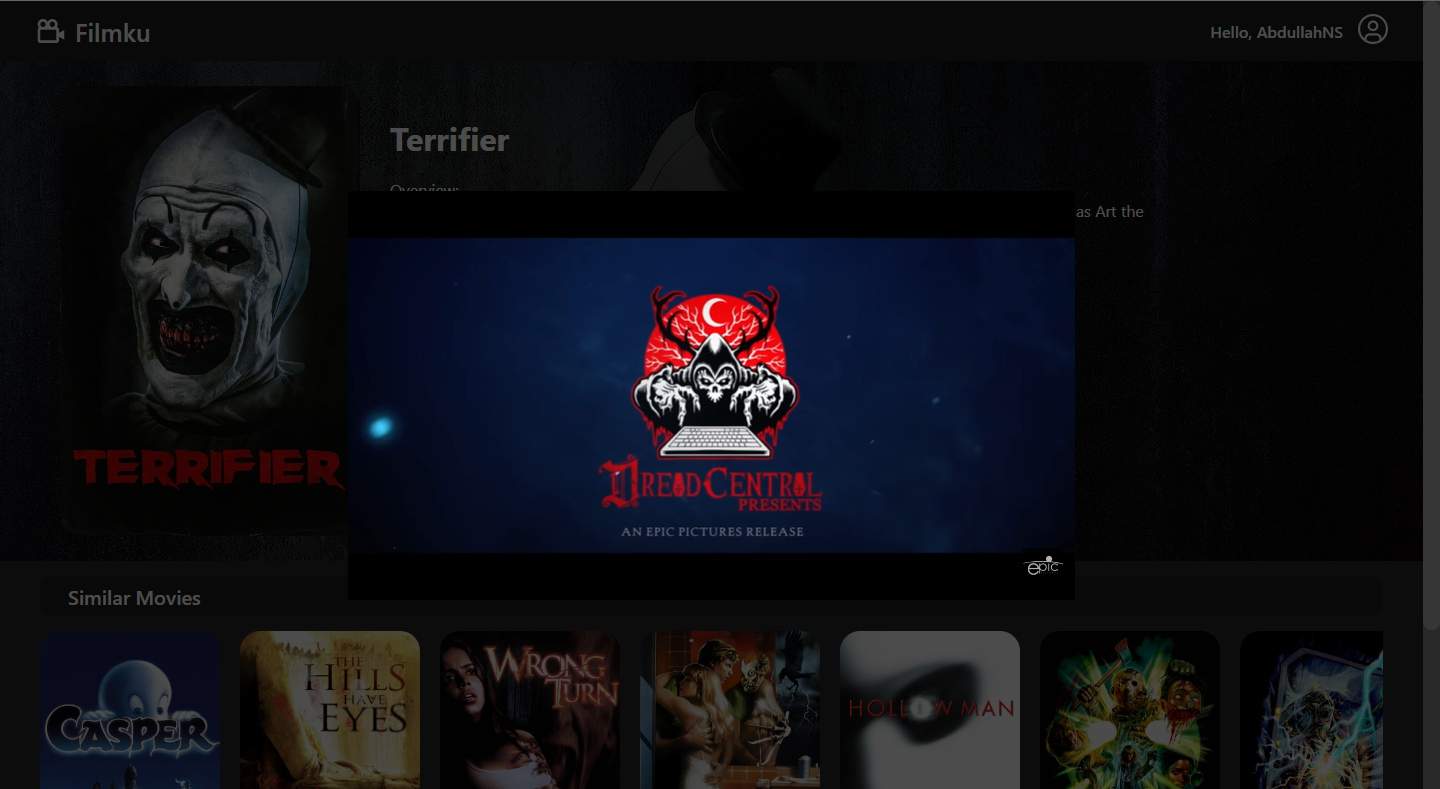 Filmku
Hello, AbdullahNS
Terrifier
Overview:
as Art the
TERRIFIER
DREAD CENTRAL
PRESENTS
AN EPIC PICTURES RELEASE
epic
Similar Movies
CASPER
THE
HILLS
HAVE
EYES
WRONG
TURN
HOLLOW MAN